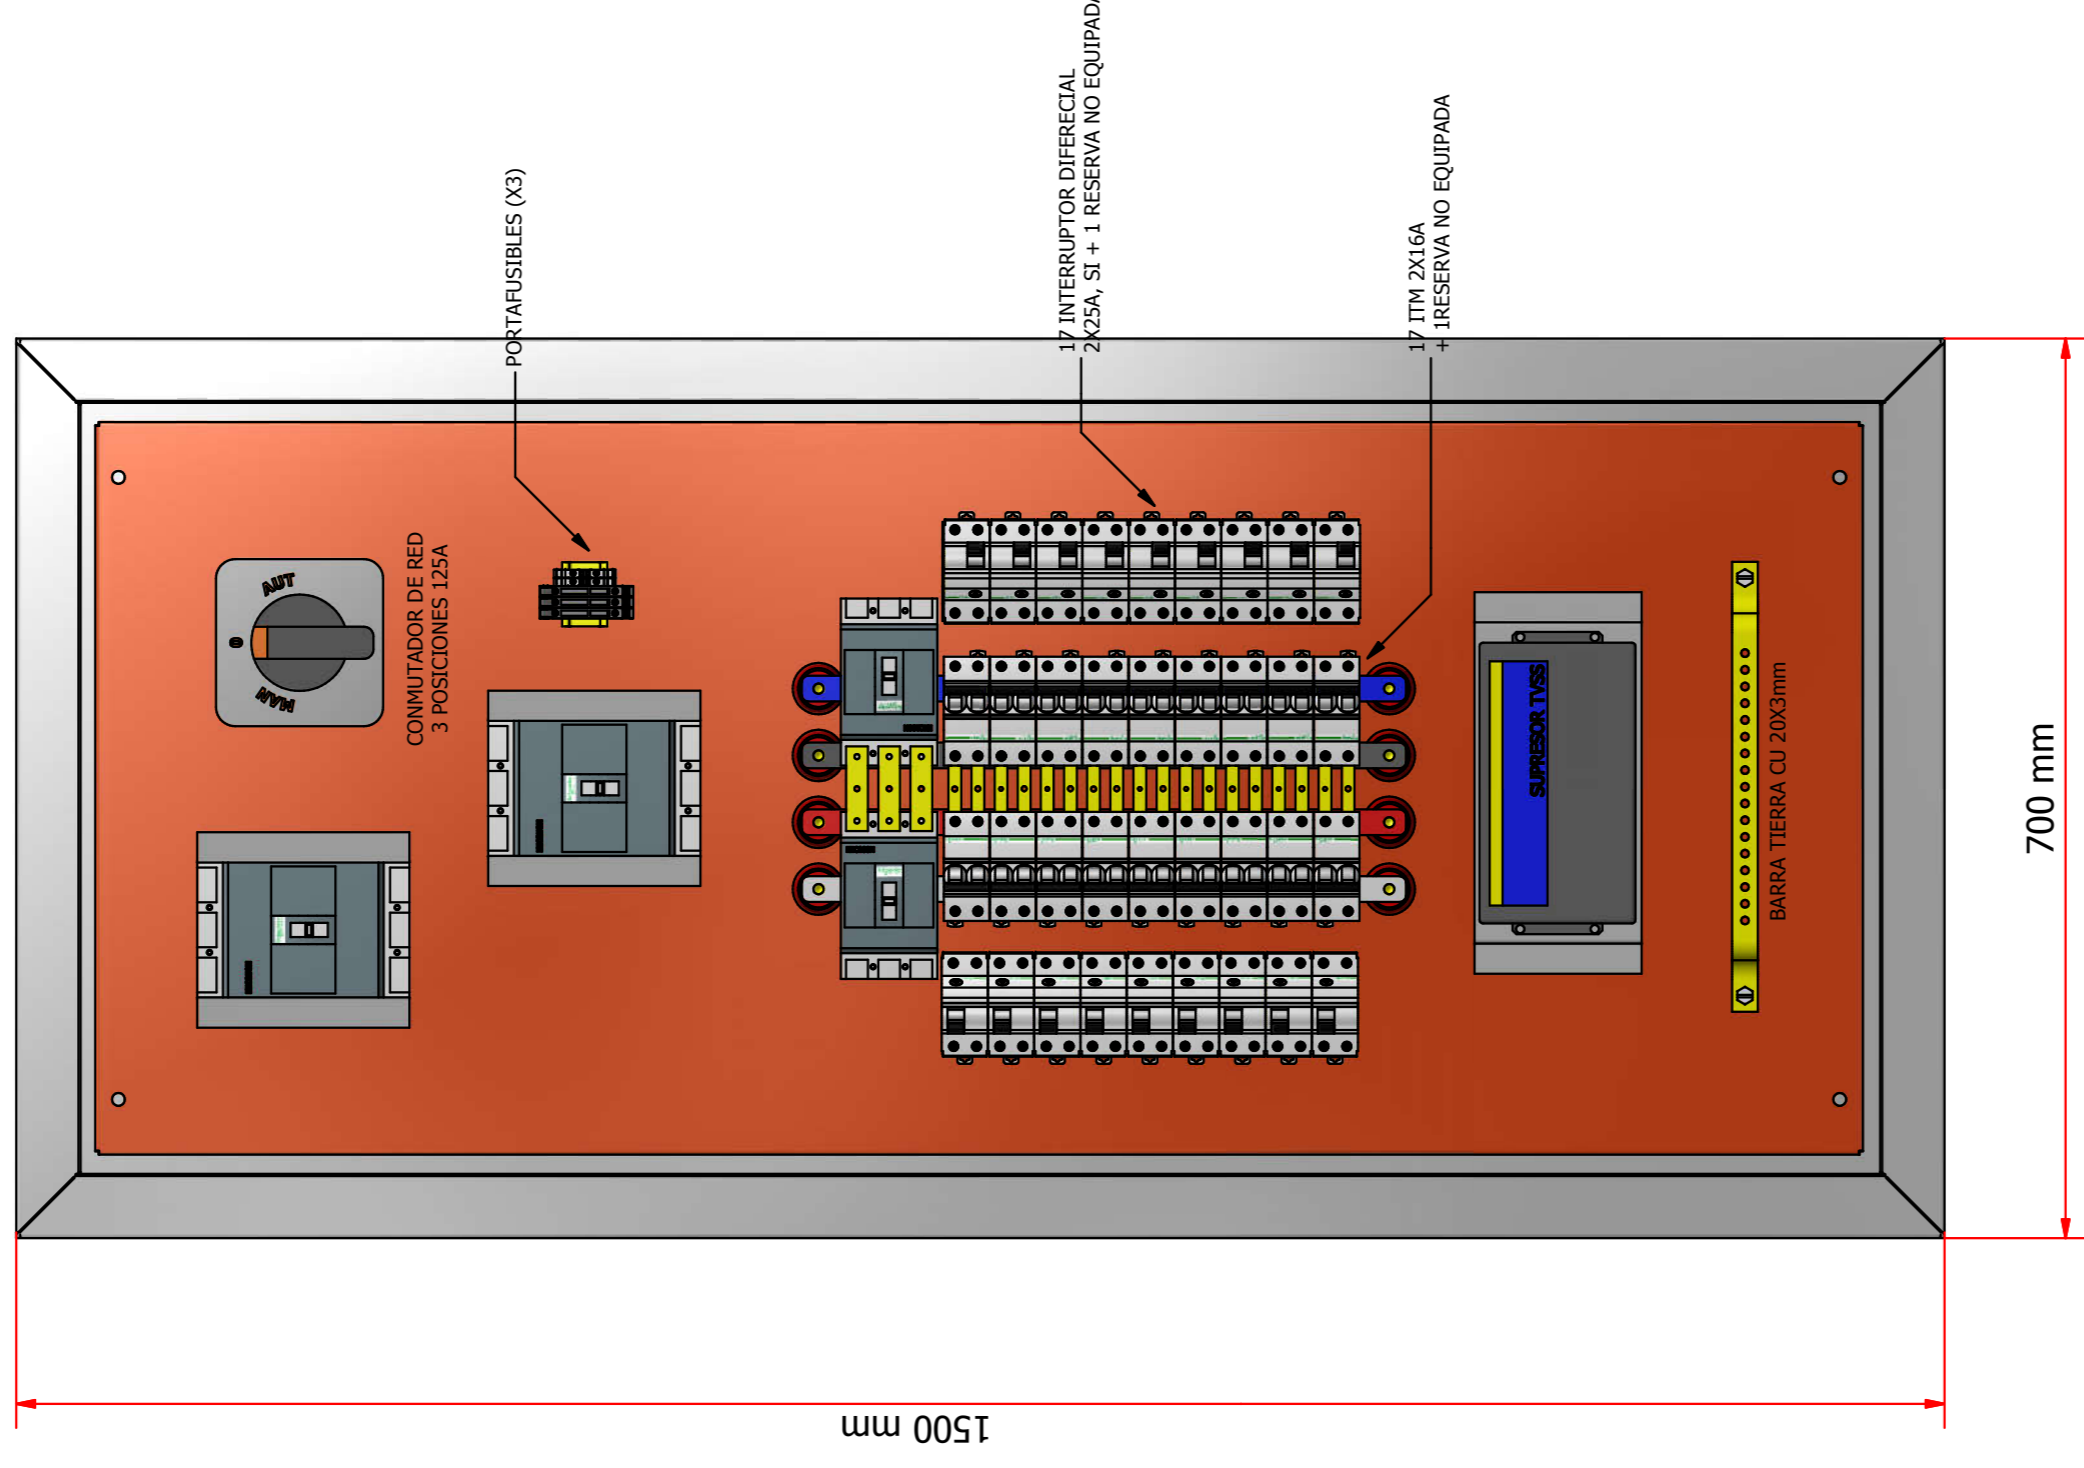 AUT
0
MAN
CONMUTADOR DE RED
3 POSICIONES 125A
PORTAFUSIBLES (X3)
17 INTERRUPTOR DIFERECIAL
2X25A, SI + 1 RESERVA NO EQUIPADA
17 ITM 2X16A
+ 1RESERVA NO EQUIPADA
SUPRESOR TVSS
BARRA TIERRA CU 20X3mm
700 mm
1500 mm